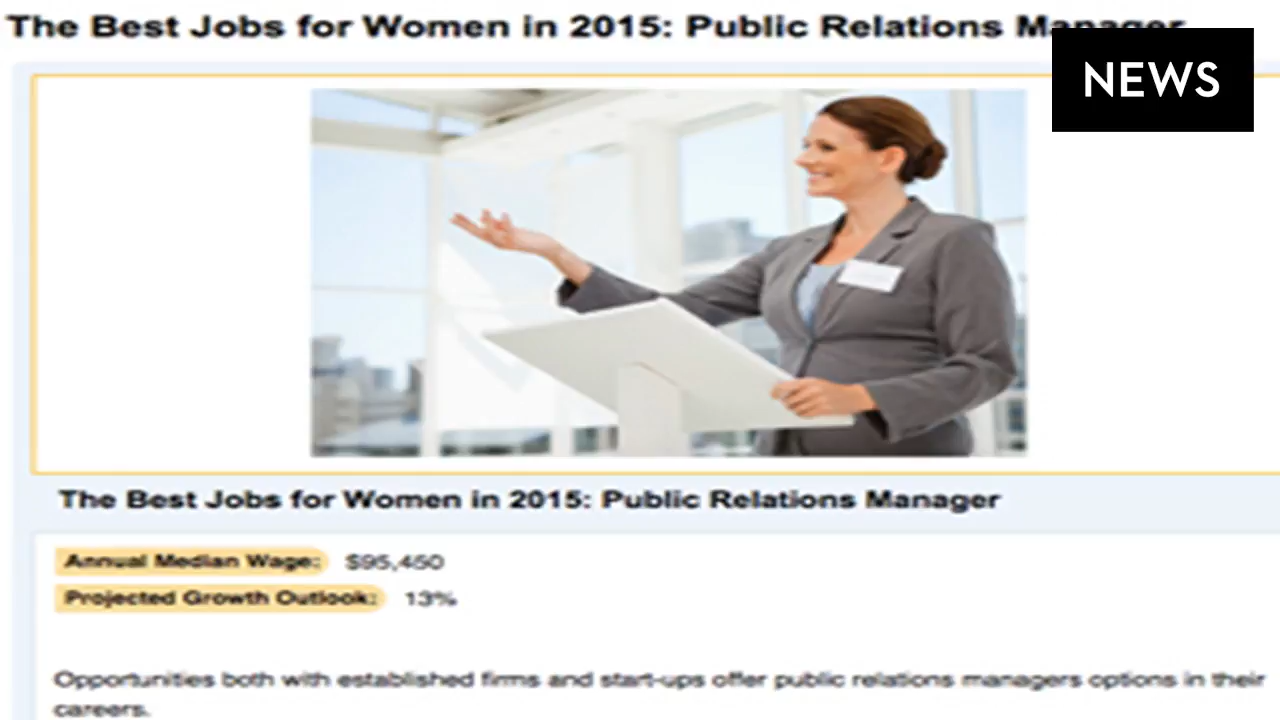 The Best Jobs for Women in 2015: Public Relations Manager
NEWS
The Best Jobs for Women in 2015: Public Relations Manager
Annual Median Wage: $95,450
Projected Growth Outlook: 13%
Opportunities both with established firms and start-ups offer public relations managers options in their
careers.